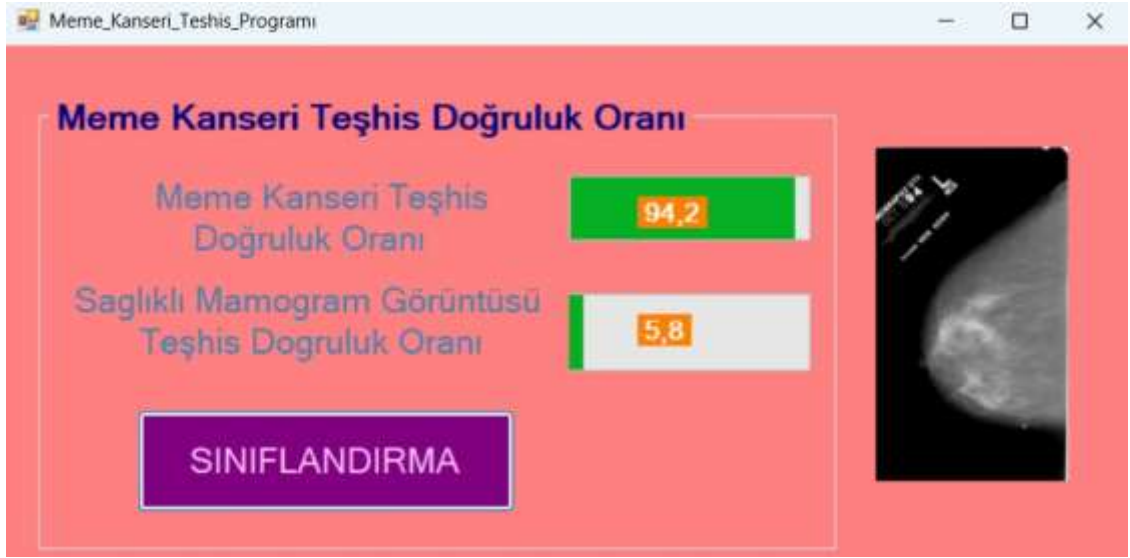 Meme_Kanseri_Teshis_Programı
Meme Kanseri Teşhis Doğruluk Oranı
Meme Kanseri Teşhis
Doğruluk Oranı
94,2
Saglıklı Mamogram Görüntüsü
Teşhis Dogruluk Oranı
5,8
SINIFLANDIRMA